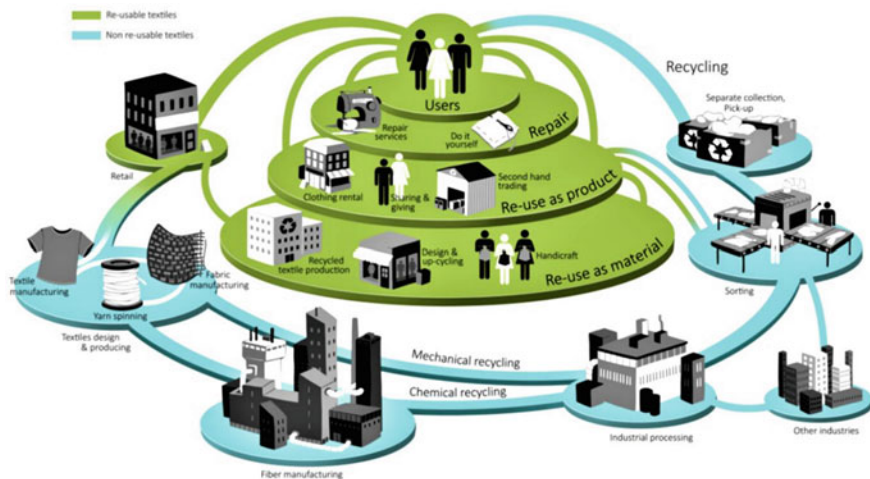 Re-usable textiles
Non re-usable textiles
Users
Recycling
Separate collection,
Pick-up
Repair
services
Do it
yourself
Repair
Retail
Clothing rental
Sharing &
giving
Second hand
trading
Re-use as product
Recycled
textile production
Design &
up-cycling
Handicraft
Re-use as material
Sorting
Textile
manufacturing
Fabric
manufacturing
Yarn spinning
Textiles design
& producing
Mechanical recycling
Chemical recycling
Fiber manufacturing
Industrial processing
Other industries